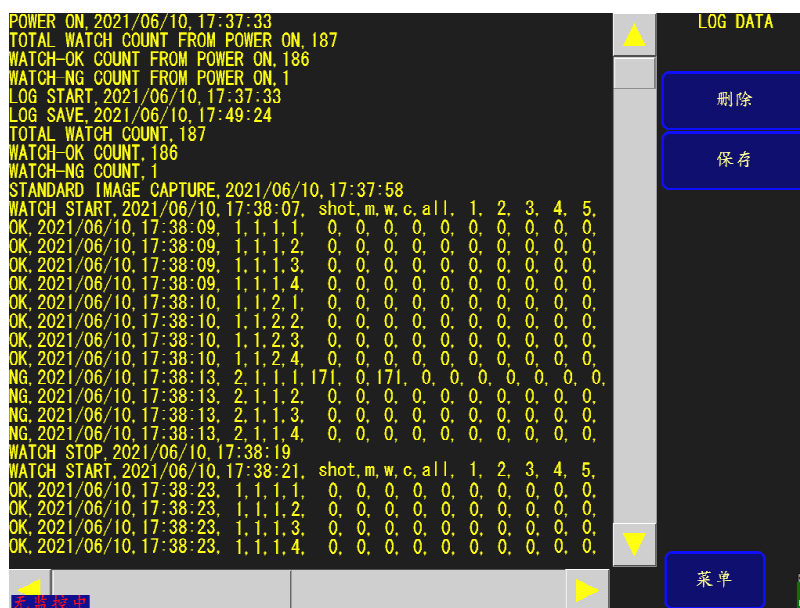 POWER ON,2021/06/10,17:37:33
TOTAL WATCH COUNT FROM POWER ON,187
WATCH-OK COUNT FROM POWER ON,186
WATCH-NG COUNT FROM POWER ON,1
LOG START,2021/06/10,17:37:33
LOG SAVE,2021/06/10,17:49:24
TOTAL WATCH COUNT,187
WATCH-OK COUNT,186
WATCH-NG COUNT,1
STANDARD IMAGE CAPTURE,2021/06/10,17:37:58
WATCH START,2021/06/10,17:38:07, shot,m,w,c,all, 1, 2, 3, 4, 5,
OK,2021/06/10,17:38:09, 1,1,1,1, 0, 0, 0, 0, 0, 0, 0, 0, 0, 0,
OK,2021/06/10,17:38:09, 1,1,1,2, 0, 0, 0, 0, 0, 0, 0, 0, 0, 0,
OK,2021/06/10,17:38:09, 1,1,1,3, 0, 0, 0, 0, 0, 0, 0, 0, 0, 0,
OK,2021/06/10,17:38:09, 1,1,1,4, 0, 0, 0, 0, 0, 0, 0, 0, 0, 0,
OK,2021/06/10,17:38:10, 1,1,2,1, 0, 0, 0, 0, 0, 0, 0, 0, 0, 0,
OK,2021/06/10,17:38:10, 1,1,2,2, 0, 0, 0, 0, 0, 0, 0, 0, 0, 0,
OK,2021/06/10,17:38:10, 1,1,2,3, 0, 0, 0, 0, 0, 0, 0, 0, 0, 0,
OK,2021/06/10,17:38:10, 1,1,2,4, 0, 0, 0, 0, 0, 0, 0, 0, 0, 0,
NG,2021/06/10,17:38:13, 2,1,1,1,171, 0,171, 0, 0, 0, 0, 0, 0, 0,
NG,2021/06/10,17:38:13, 2,1,1,2, 0, 0, 0, 0, 0, 0, 0, 0, 0, 0,
NG,2021/06/10,17:38:13, 2,1,1,3, 0, 0, 0, 0, 0, 0, 0, 0, 0, 0,
NG,2021/06/10,17:38:13, 2,1,1,4, 0, 0, 0, 0, 0, 0, 0, 0, 0, 0,
WATCH STOP,2021/06/10,17:38:19
WATCH START,2021/06/10,17:38:21, shot,m,w,c,all, 1, 2, 3, 4, 5,
OK,2021/06/10,17:38:23, 1,1,1,1, 0, 0, 0, 0, 0, 0, 0, 0, 0, 0,
OK,2021/06/10,17:38:23, 1,1,1,2, 0, 0, 0, 0, 0, 0, 0, 0, 0, 0,
OK,2021/06/10,17:38:23, 1,1,1,3, 0, 0, 0, 0, 0, 0, 0, 0, 0, 0,
OK,2021/06/10,17:38:23, 1,1,1,4, 0, 0, 0, 0, 0, 0, 0, 0, 0, 0,
无监控中
LOG DATA
删除
保存
菜单